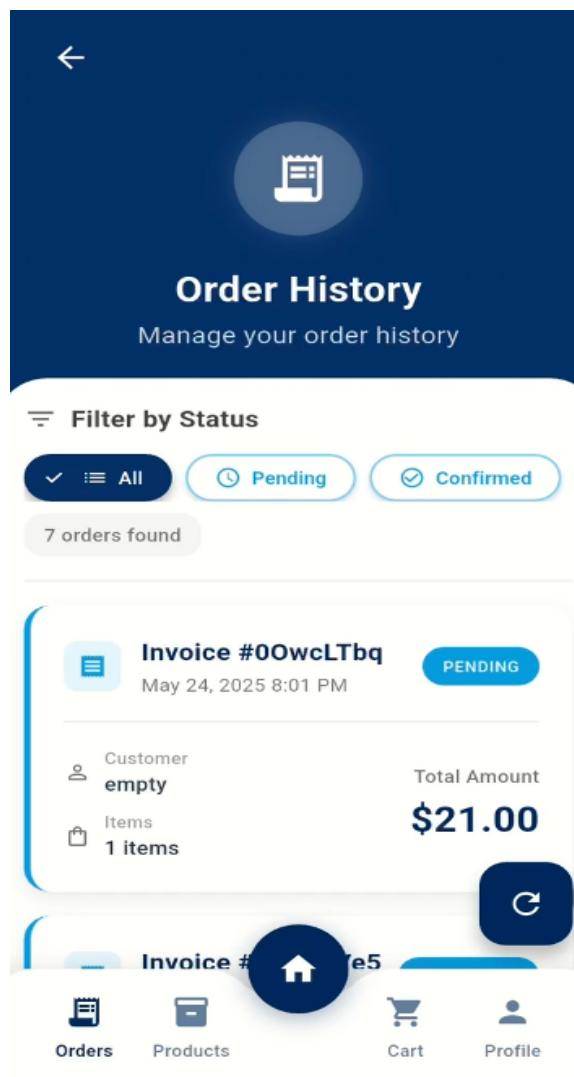 Order History
Manage your order history
Filter by Status
All
Pending
Confirmed
7 orders found
Invoice #0OwcLTbq
May 24, 2025 8:01 PM
PENDING
Customer
empty
Total Amount
$21.00
Items
1 items
Invoice
Orders
Products
Cart
Profile